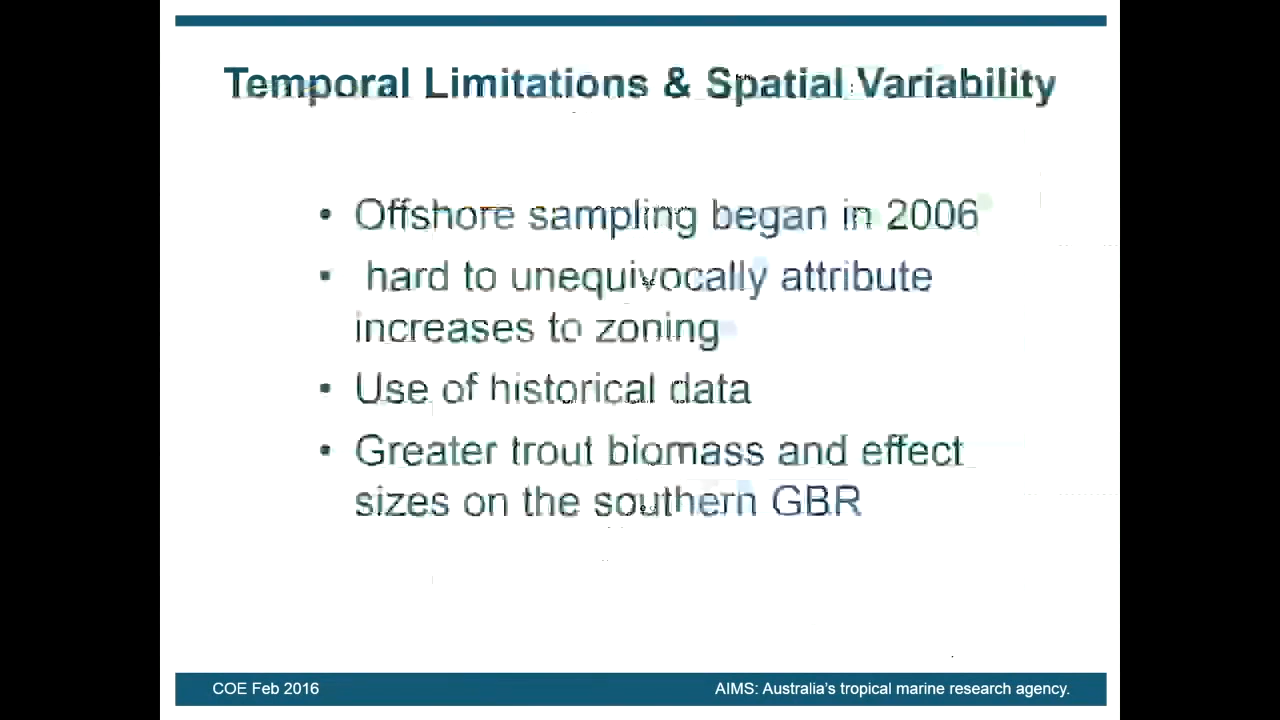 Temporal Limitations & Spatial Variability
• Offshore sampling began in 2006
• hard to unequivocally attribute
increases to zoning
• Use of historical data
• Greater trout biomass and effect
sizes on the southern GBR
COE Feb 2016
AIMS: Australia's tropical marine research agency.